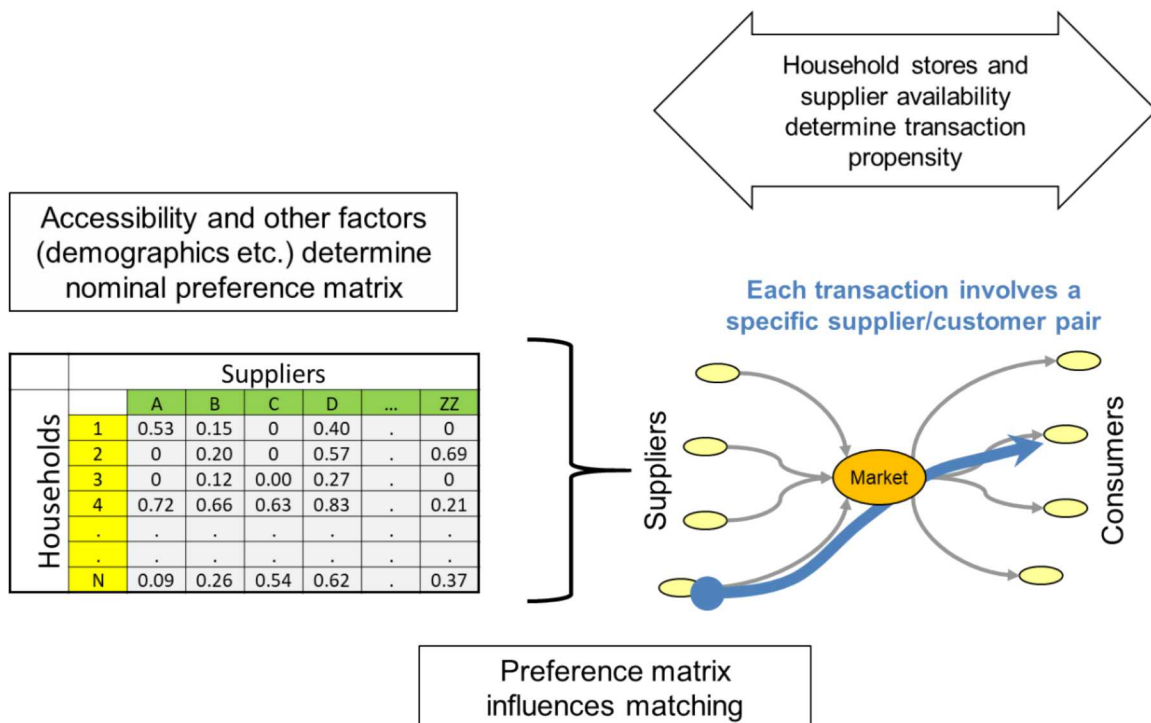 Household stores and
supplier availability
determine transaction
propensity
Accessibility and other factors
(demographics etc.) determine
nominal preference matrix
Each transaction involves a
specific supplier/customer pair
Suppliers
Households
A B C D ... ZZ
1 0.53 0.15 0 0.40 . 0
2 0 0.20 0 0.57 . 0.69
3 0 0.12 0.00 0.27 . 0
4 0.72 0.66 0.63 0.83 . 0.21
. . . . . . .
. . . . . . .
N 0.09 0.26 0.54 0.62 . 0.37
Suppliers
Market
Consumers
Preference matrix
influences matching